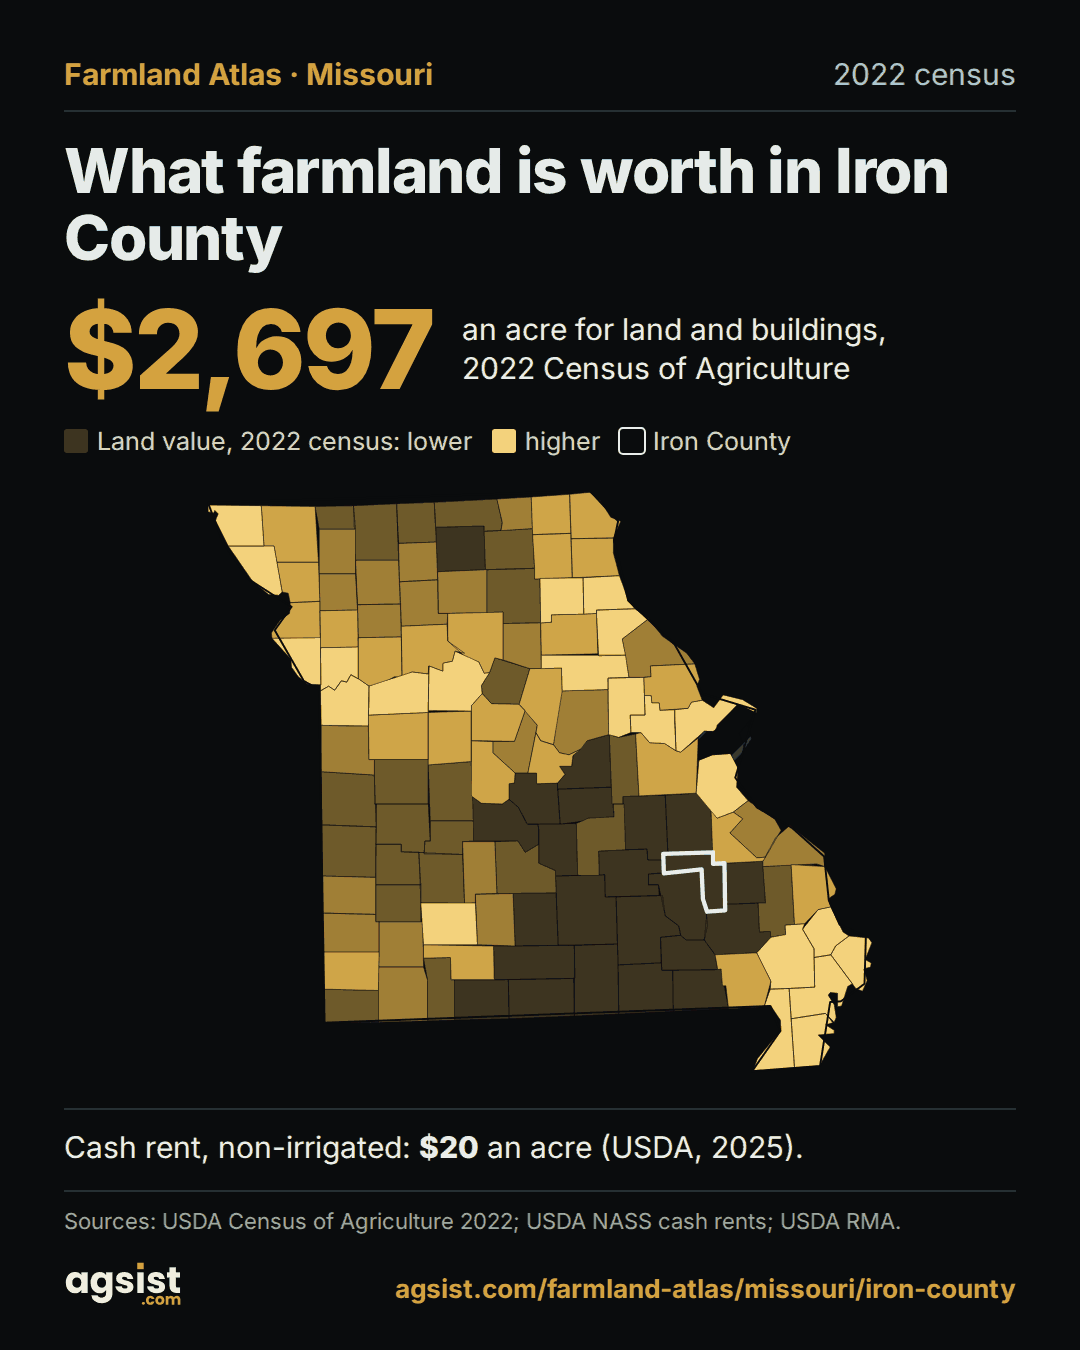 Farmland Atlas · Missouri
2022 census
What farmland is worth in Iron
County
$2,697
an acre for land and buildings,
2022 Census of Agriculture
Land value, 2022 census: lower
higher
Iron County
Cash rent, non-irrigated: $20 an acre (USDA, 2025).
Sources: USDA Census of Agriculture 2022; USDA NASS cash rents; USDA RMA.
agsist
.com
agsist.com/farmland-atlas/missouri/iron-county